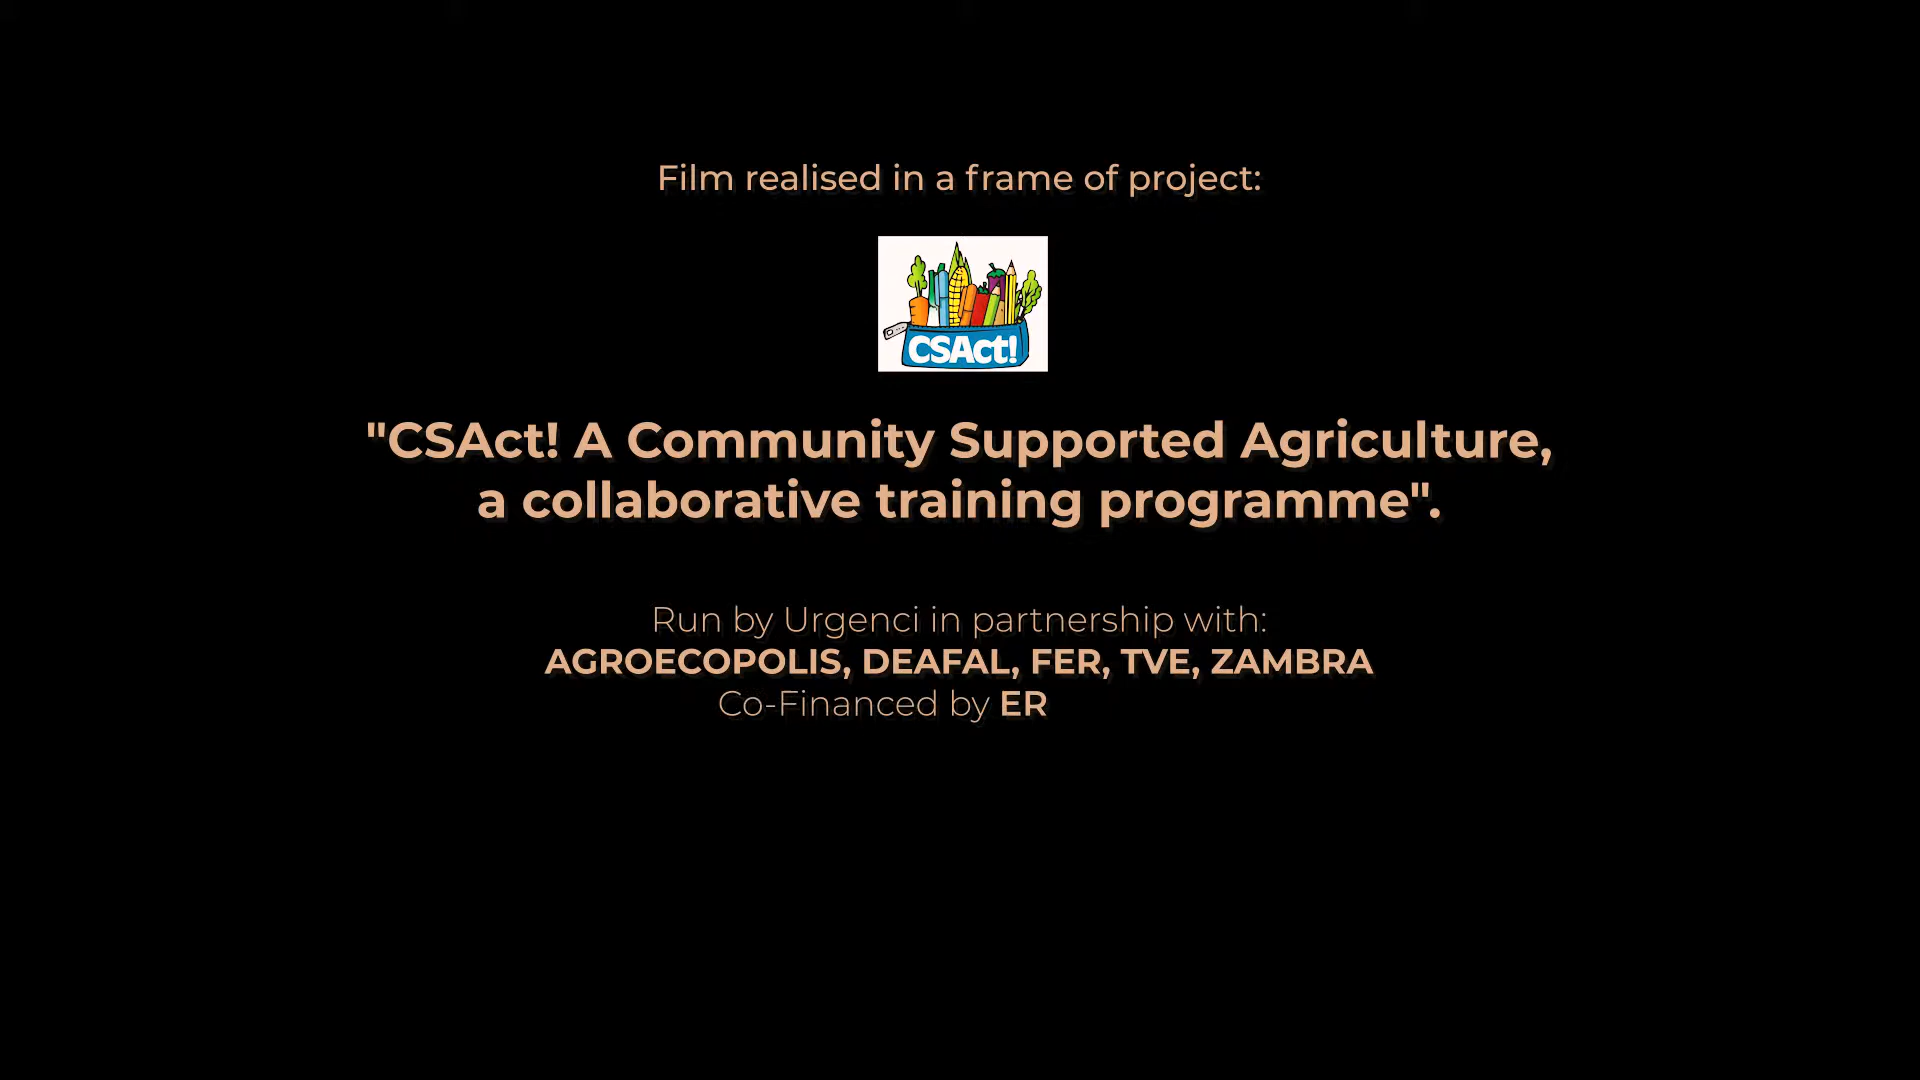 Film realised in a frame of project:
CSAct!
"CSAct! A Community Supported Agriculture,
a collaborative training programme".
Run by Urgenci in partnership with:
AGROECOPOLIS, DEAFAL, FER, TVE, ZAMBRA
Co-Financed by ER